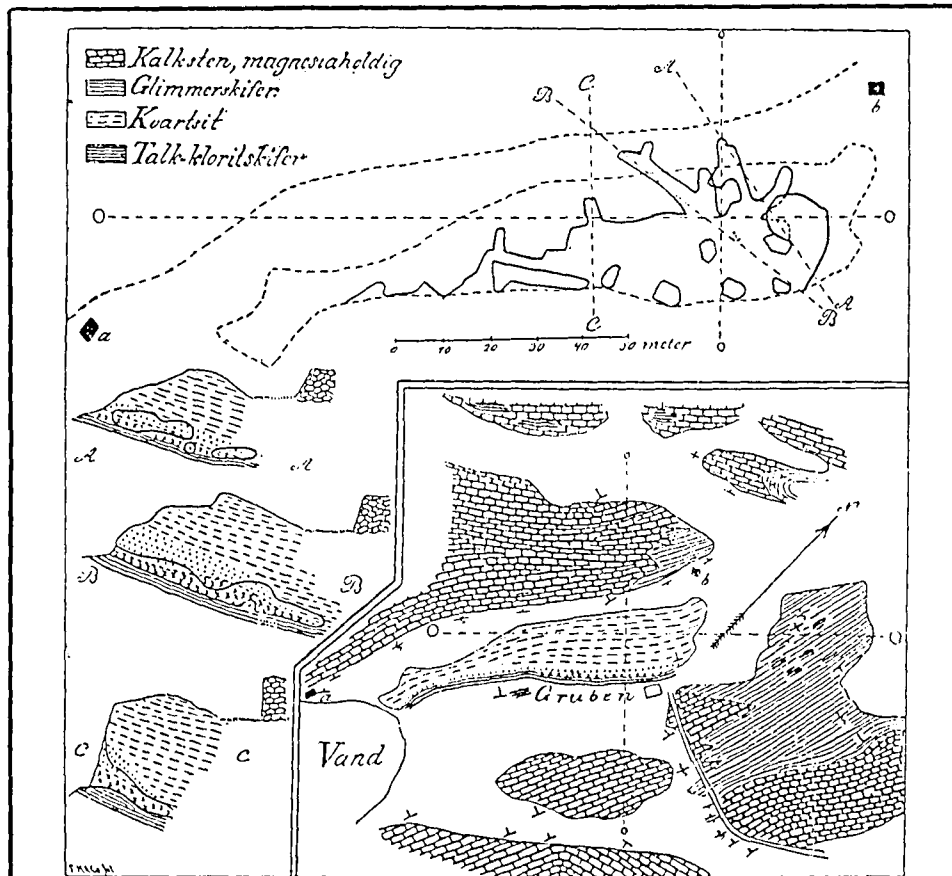 Kalksten, magnesiaholdig
Glimmerskifer
Kvartsit
Talk-kloritskifer
A
B
C
b
O
O
O
a
C
A
B
O
0 10 20 30 40 50 meter
A
A
B
B
C
C
O
N
b
O
O
a
Gruben
Vand
O